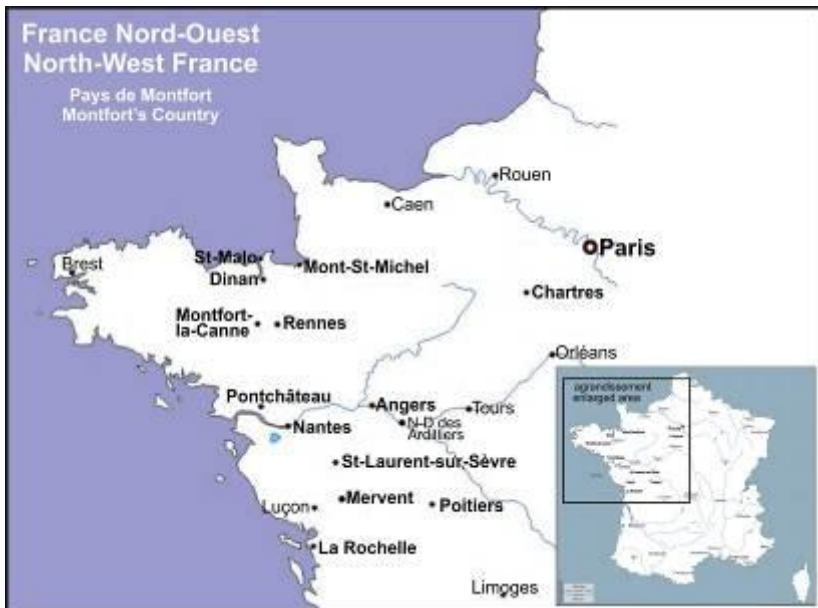 France Nord-Ouest
North-West France
Pays de Montfort
Montfort's Country
Rouen
Caen
Paris
Brest
St-Malo
Mont-St-Michel
Dinan
Chartres
Montfort-
la-Canne
Rennes
Orléans
agrandissement
enlarged area
Pontchâteau
Angers
Tours
Nantes
N-D des
Ardilliers
St-Laurent-sur-Sèvre
Mervent
Luçon
Poitiers
La Rochelle
Limoges